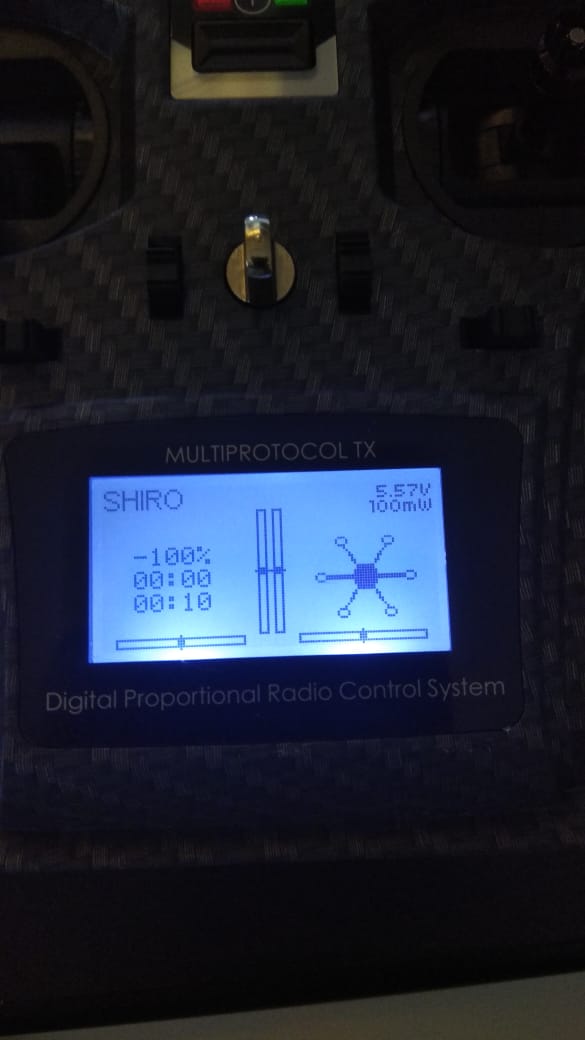 MULTIPROTOCOL TX
SHIRO
5.57V
100mW
-100%
00:00
00:10
Digital Proportional Radio Control System